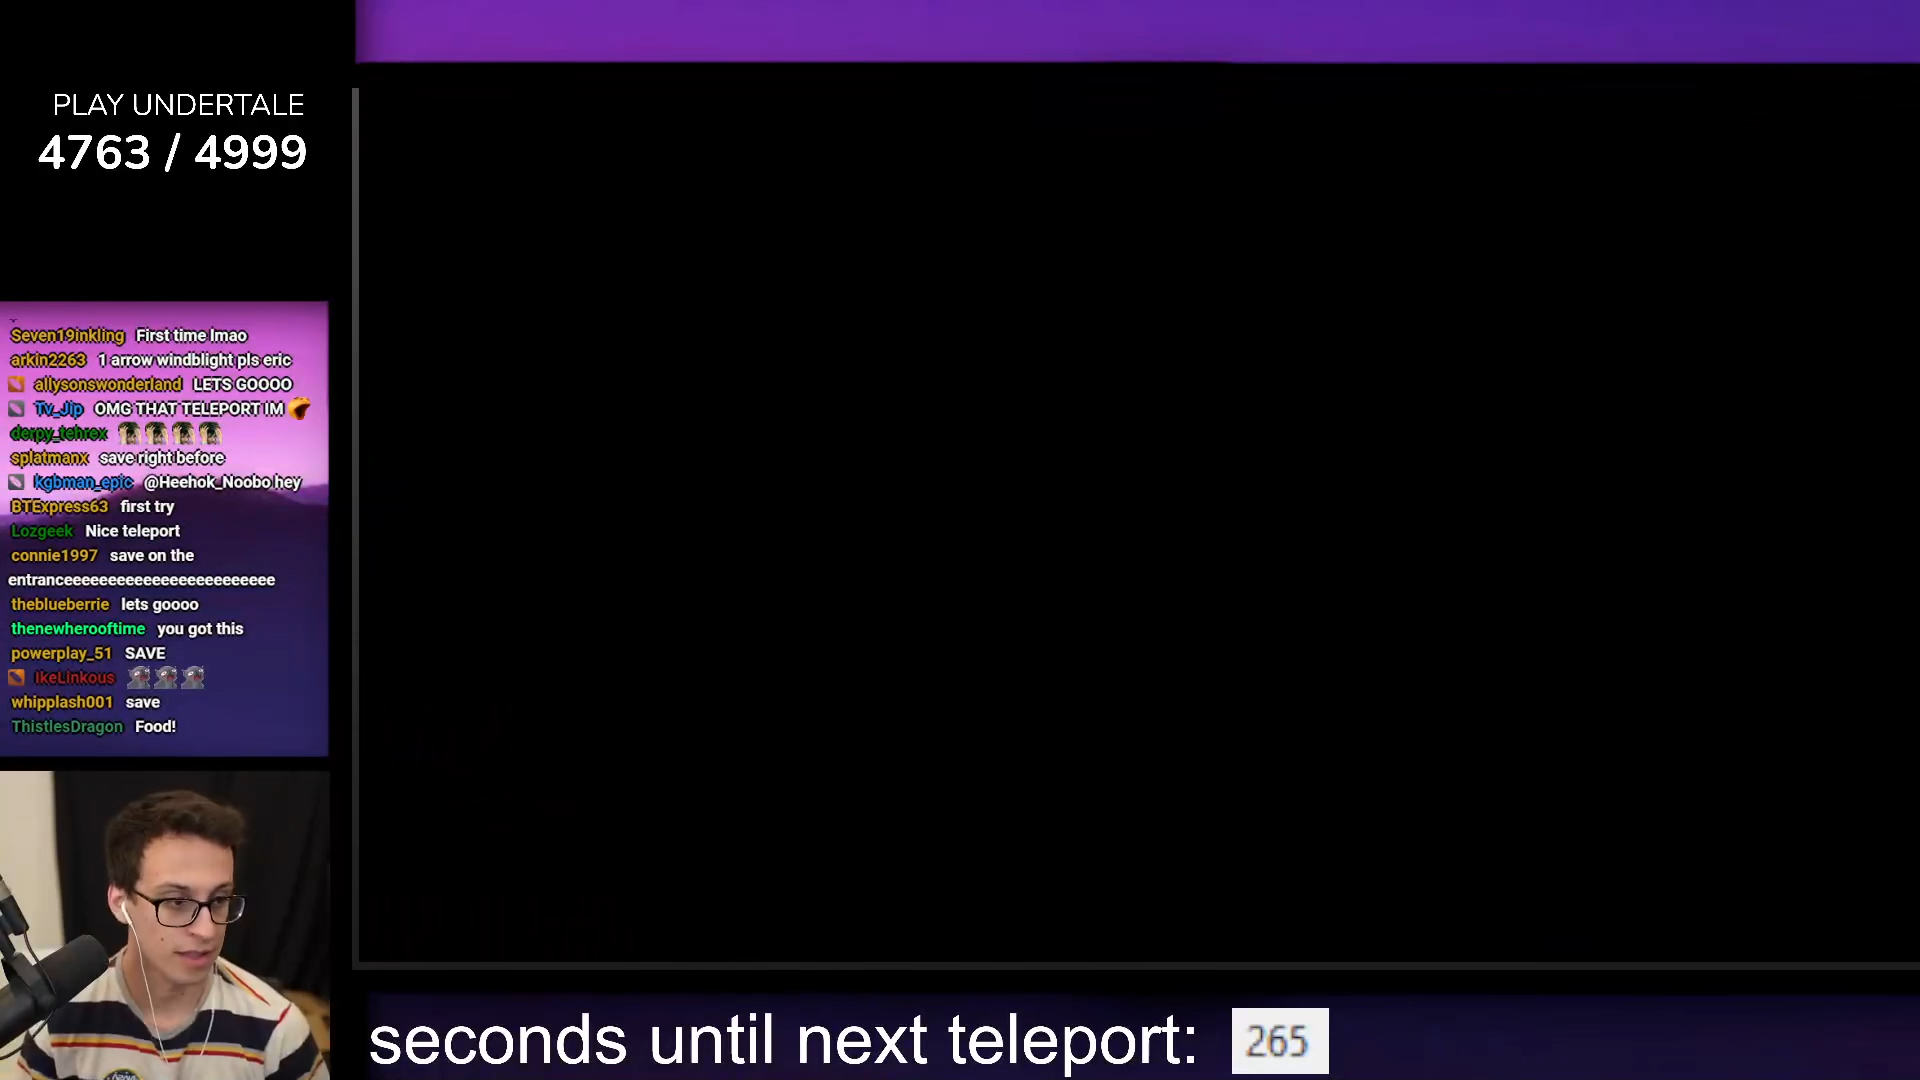 PLAY UNDERTALE
4763 / 4999
Seven19inkling First time lmao
arkin2263 1 arrow windblight pls eric
allysonswonderland LETS GOOOO
Tv_Jip OMG THAT TELEPORT IM
derpy_tehrex
splatmanx save right before
kgbman_epic @Heehok_Noobo hey
BTExpress63 first try
Lozgeek Nice teleport
connie1997 save on the
entranceeeeeeeeeeeeeeeeeeeeeeee
theblueberrie lets goooo
thenewherooftime you got this
powerplay_51 SAVE
IkeLinkous
whipplash001 save
ThistlesDragon Food!
seconds until next teleport: 265